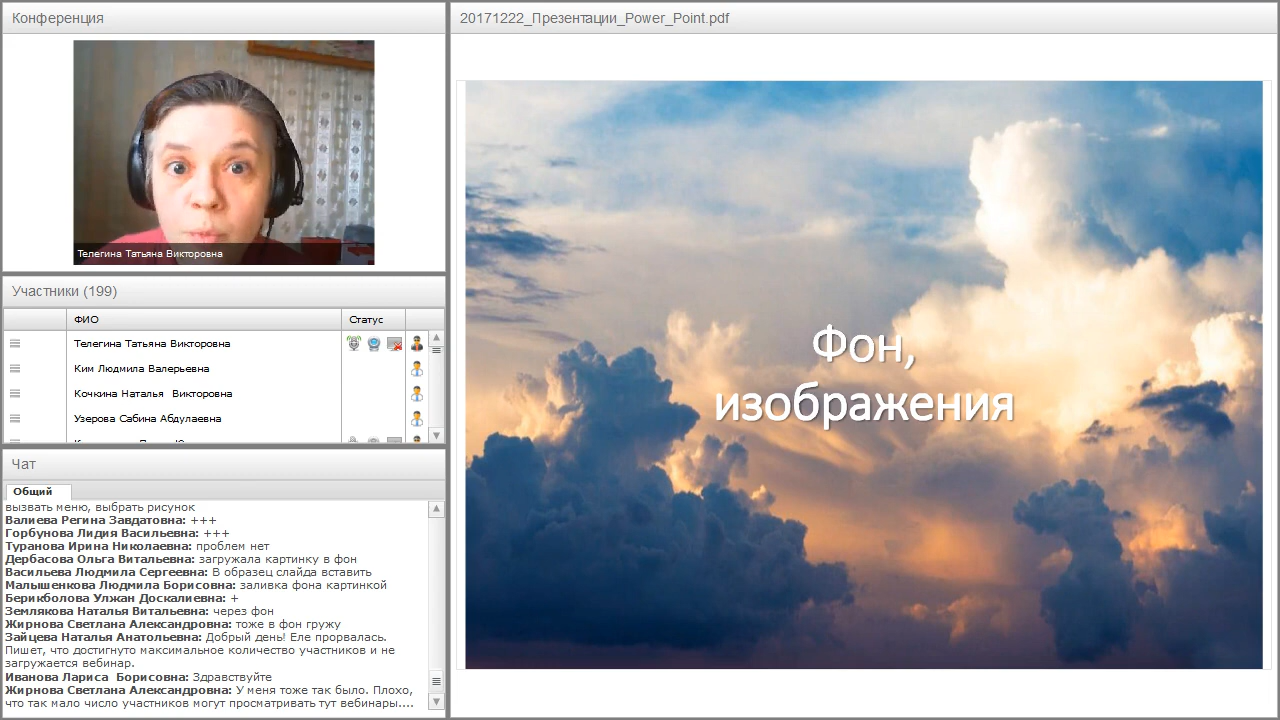 Конференция
Телегина Татьяна Викторовна
Участники (199)
ФИО
Статус
Телегина Татьяна Викторовна
Ким Людмила Валерьевна
Кочкина Наталья Викторовна
Узерова Сабина Абдулаевна
Чат
Общий
вызвать меню, выбрать рисунок
Валиева Регина Завдатовна: +++
Горбунова Лидия Васильевна: +++
Туранова Ирина Николаевна: проблем нет
Дербасова Ольга Витальевна: загружала картинку в фон
Васильева Людмила Сергеевна: В образец слайда вставить
Малышенкова Людмила Борисовна: заливка фона картинкой
Берикболова Улжан Доскалиевна: +
Землякова Наталья Витальевна: через фон
Жирнова Светлана Александровна: тоже в фон гружу
Зайцева Наталья Анатольевна: Добрый день! Еле прорвалась.
Пишет, что достигнуто максимальное количество участников и не
загружается вебинар.
Иванова Лариса Борисовна: Здравствуйте
Жирнова Светлана Александровна: У меня тоже так было. Плохо,
что так мало число участников могут просматривать тут вебинары....
20171222_Презентации_Power_Point.pdf
Фон,
изображения